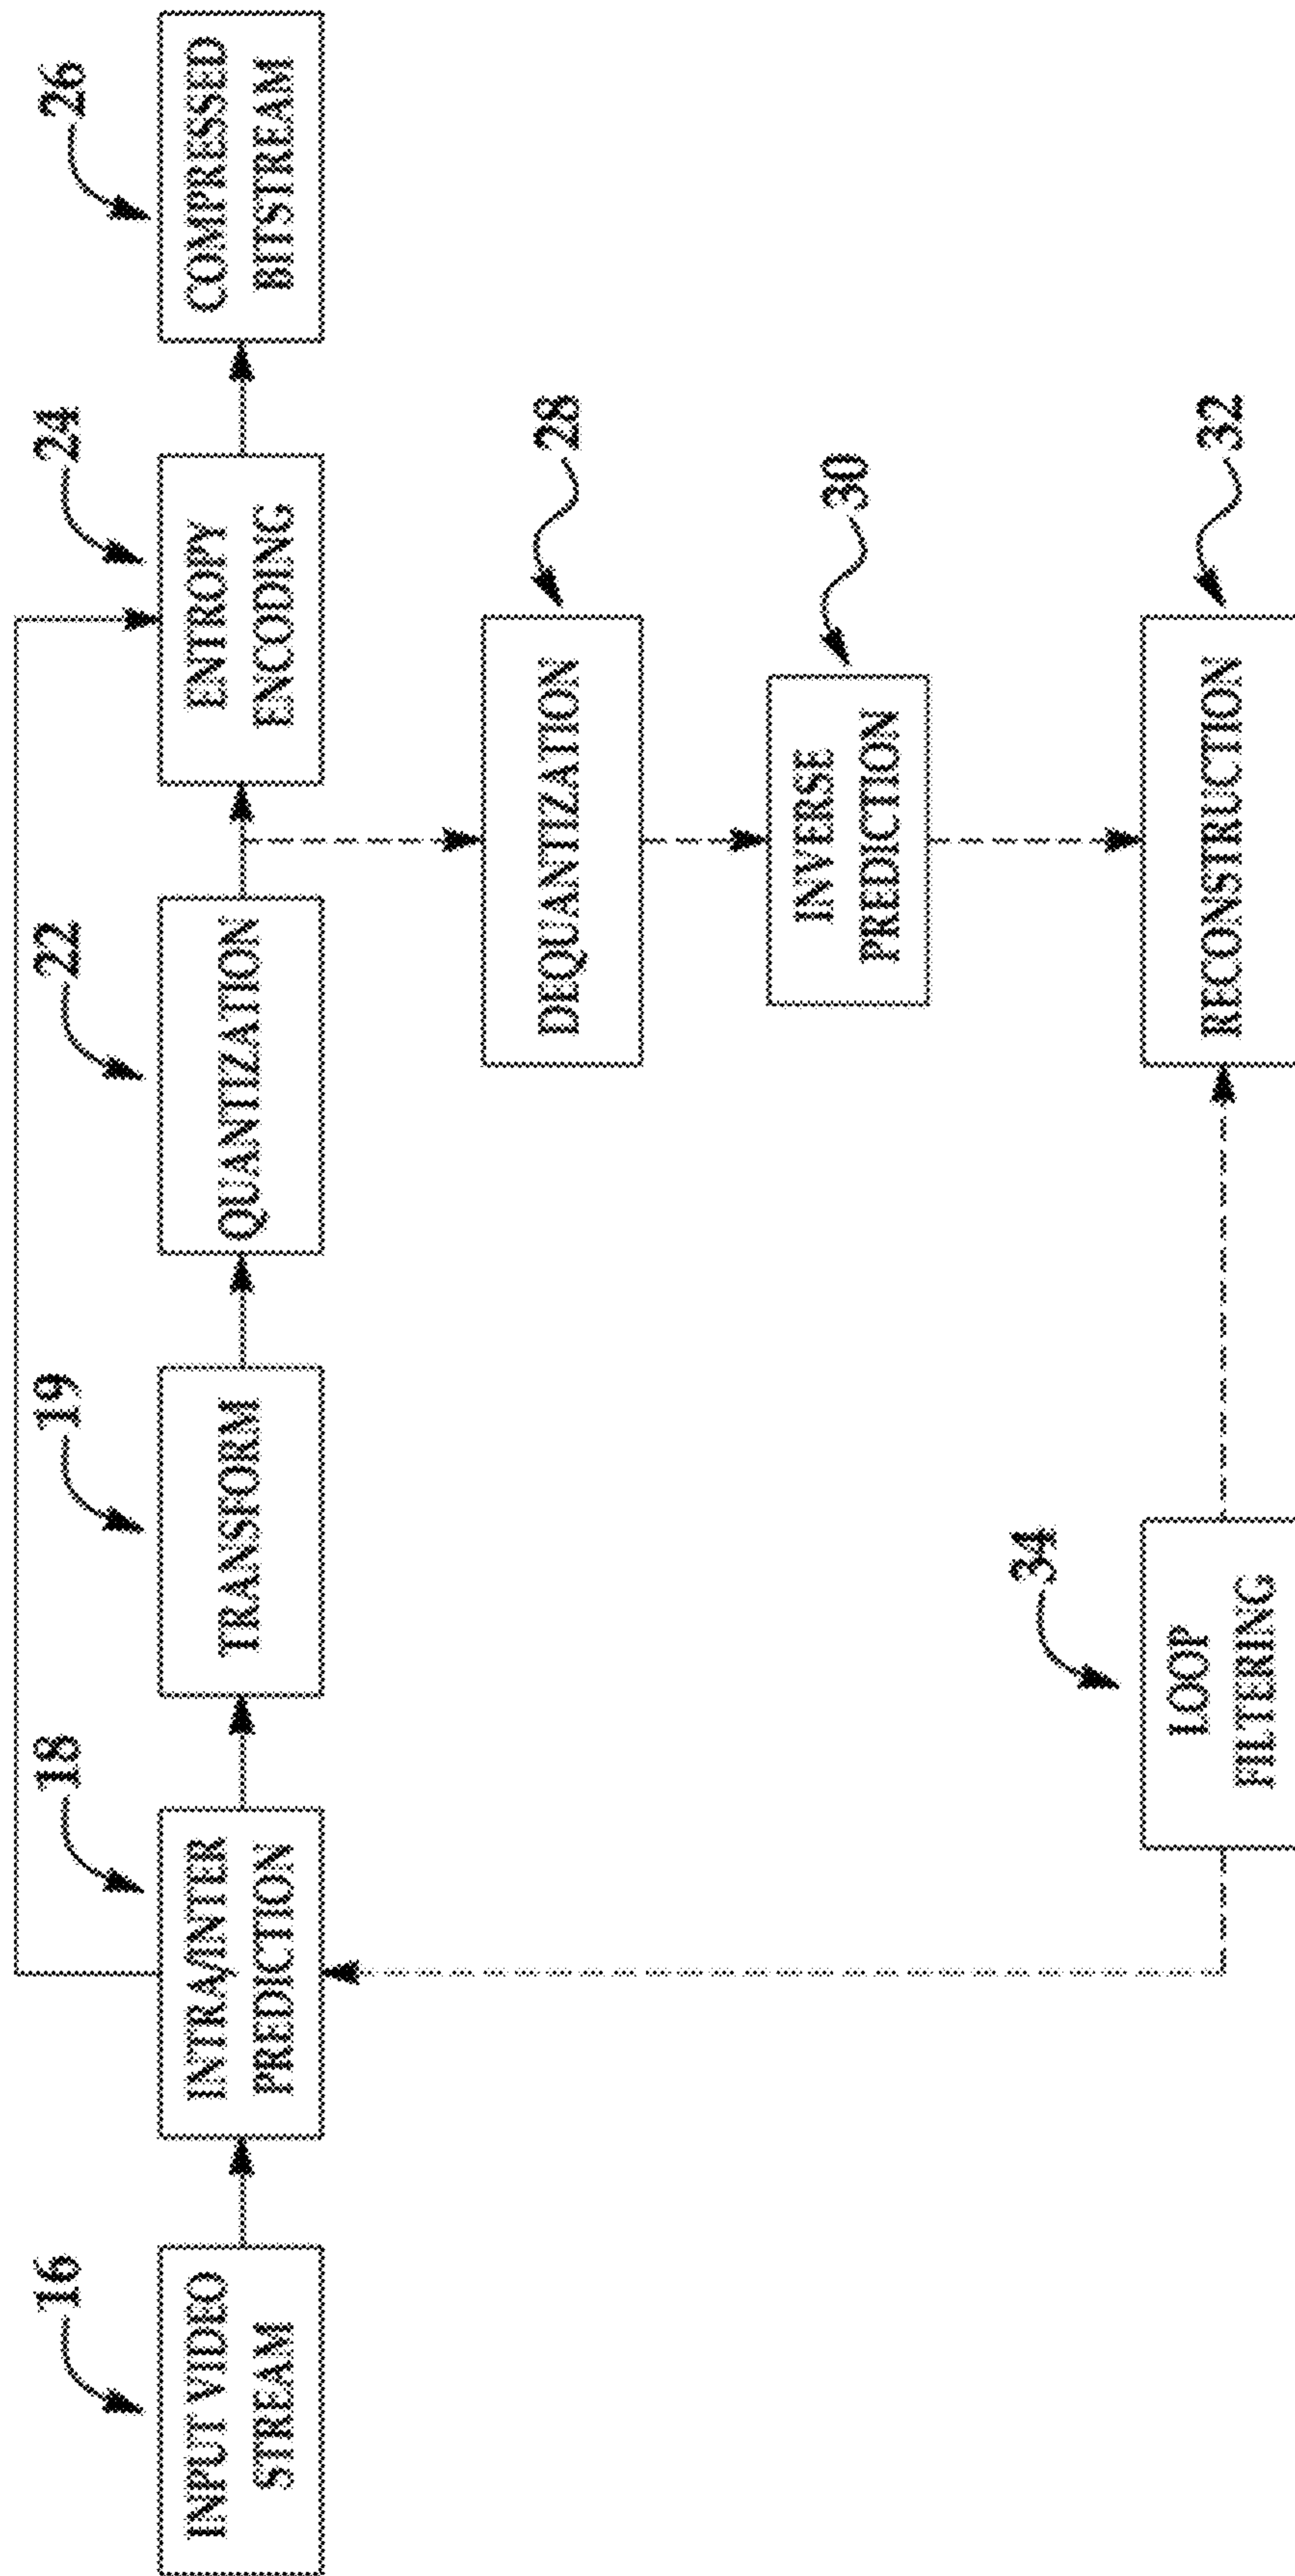 16
INPUT VIDEO
STREAM
18
INTRA/INTER
PREDICTION
19
TRANSFORM
22
QUANTIZATION
24
ENTROPY
ENCODING
26
COMPRESSED
BITSTREAM
28
DEQUANTIZATION
30
INVERSE
PREDICTION
34
LOOP
FILTERING
32
RECONSTRUCTION